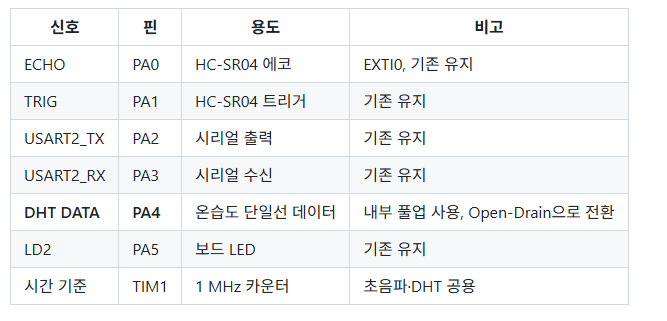 신호 핀 용도 비고
ECHO PA0 HC-SR04 에코 EXTI0, 기존 유지
TRIG PA1 HC-SR04 트리거 기존 유지
USART2_TX PA2 시리얼 출력 기존 유지
USART2_RX PA3 시리얼 수신 기존 유지
DHT DATA PA4 온습도 단일선 데이터 내부 풀업 사용, Open-Drain으로 전환
LD2 PA5 보드 LED 기존 유지
시간 기준 TIM1 1 MHz 카운터 초음파·DHT 공용